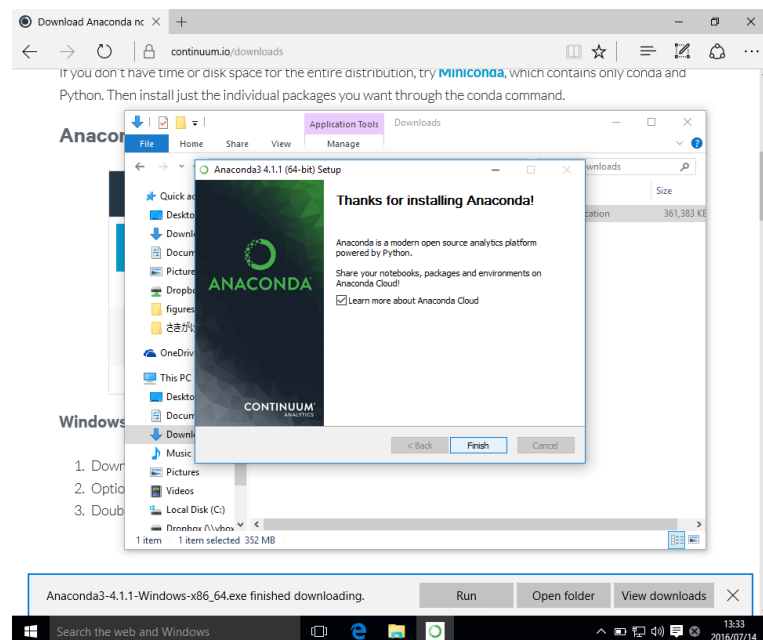 Download Anaconda nc
continuum.io/downloads
If you don't have time or disk space for the entire distribution, try Miniconda, which contains only conda and
Python. Then install just the individual packages you want through the conda command.
Anacon
Application Tools
Downloads
File
Home
Share
View
Manage
Anaconda3 4.1.1 (64-bit) Setup
wnloads
Size
cation
361,383 KB
Quick ac
Deskto
Downl
Docum
Picture
Dropbo
figures
さきが
OneDriv
This PC
Deskto
Docum
Downl
Music
Pictures
Videos
Local Disk (C:)
Dropbox (\\vbox
1 item
1 item selected 352 MB
ANACONDA
CONTINUUM
ANALYTICS
Thanks for installing Anaconda!
Anaconda is a modern open source analytics platform
powered by Python.
Share your notebooks, packages and environments on
Anaconda Cloud!
Learn more about Anaconda Cloud
< Back
Finish
Cancel
Windows
1. Down
2. Optio
3. Doub
Anaconda3-4.1.1-Windows-x86_64.exe finished downloading.
Run
Open folder
View downloads
Search the web and Windows
13:33
2016/07/14